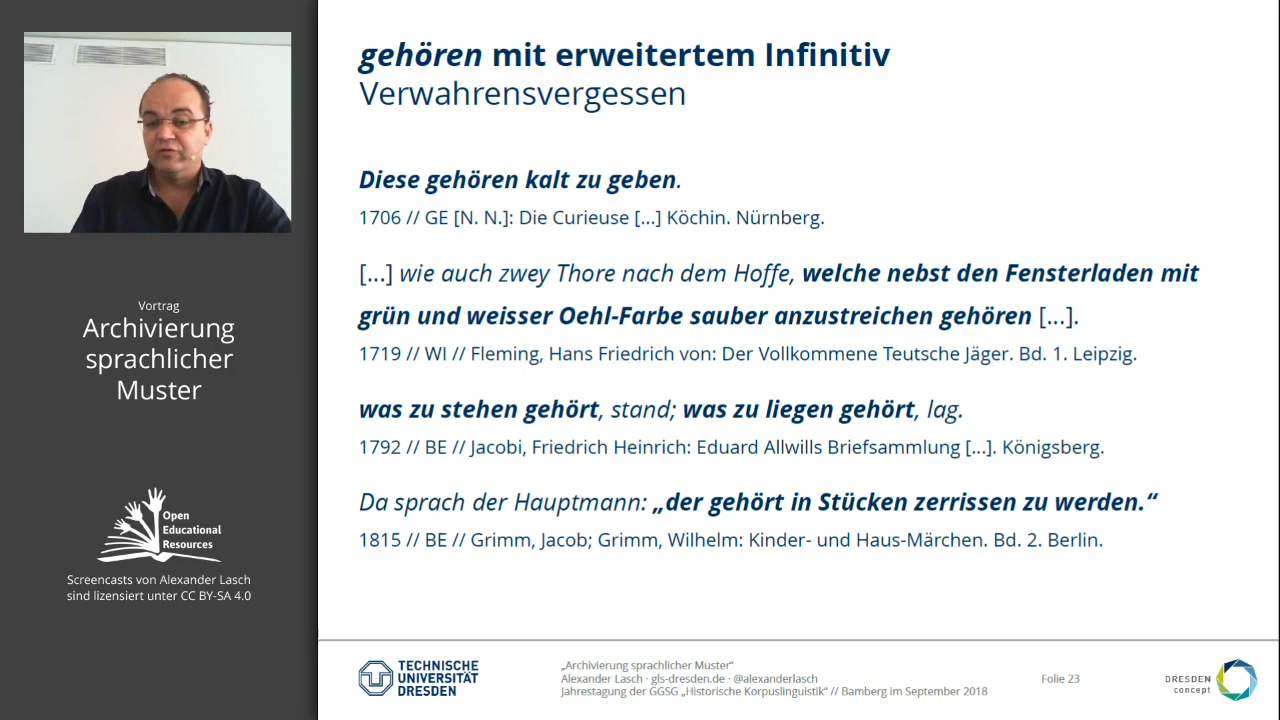 Vortrag
Archivierung
sprachlicher
Muster
Open
Educational
Resources
Screencasts von Alexander Lasch
sind lizensiert unter CC BY-SA 4.0
gehören mit erweitertem Infinitiv
Verwahrensvergessen
Diese gehören kalt zu geben.
1706 // GE [N. N.]: Die Curieuse [...] Köchin. Nürnberg.
[...] wie auch zwey Thore nach dem Hoffe, welche nebst den Fensterladen mit
grün und weisser Oehl-Farbe sauber anzustreichen gehören [...].
1719 // WI // Fleming, Hans Friedrich von: Der Vollkommene Teutsche Jäger. Bd. 1. Leipzig.
was zu stehen gehört, stand; was zu liegen gehört, lag.
1792 // BE // Jacobi, Friedrich Heinrich: Eduard Allwills Briefsammlung [...]. Königsberg.
Da sprach der Hauptmann: „der gehört in Stücken zerrissen zu werden.“
1815 // BE // Grimm, Jacob; Grimm, Wilhelm: Kinder- und Haus-Märchen. Bd. 2. Berlin.
TECHNISCHE
UNIVERSITÄT
DRESDEN
„Archivierung sprachlicher Muster“
Alexander Lasch · gls-dresden.de · @alexanderlasch
Jahrestagung der GGSG „Historische Korpuslinguistik“ // Bamberg im September 2018
Folie 23
DRESDEN
concept